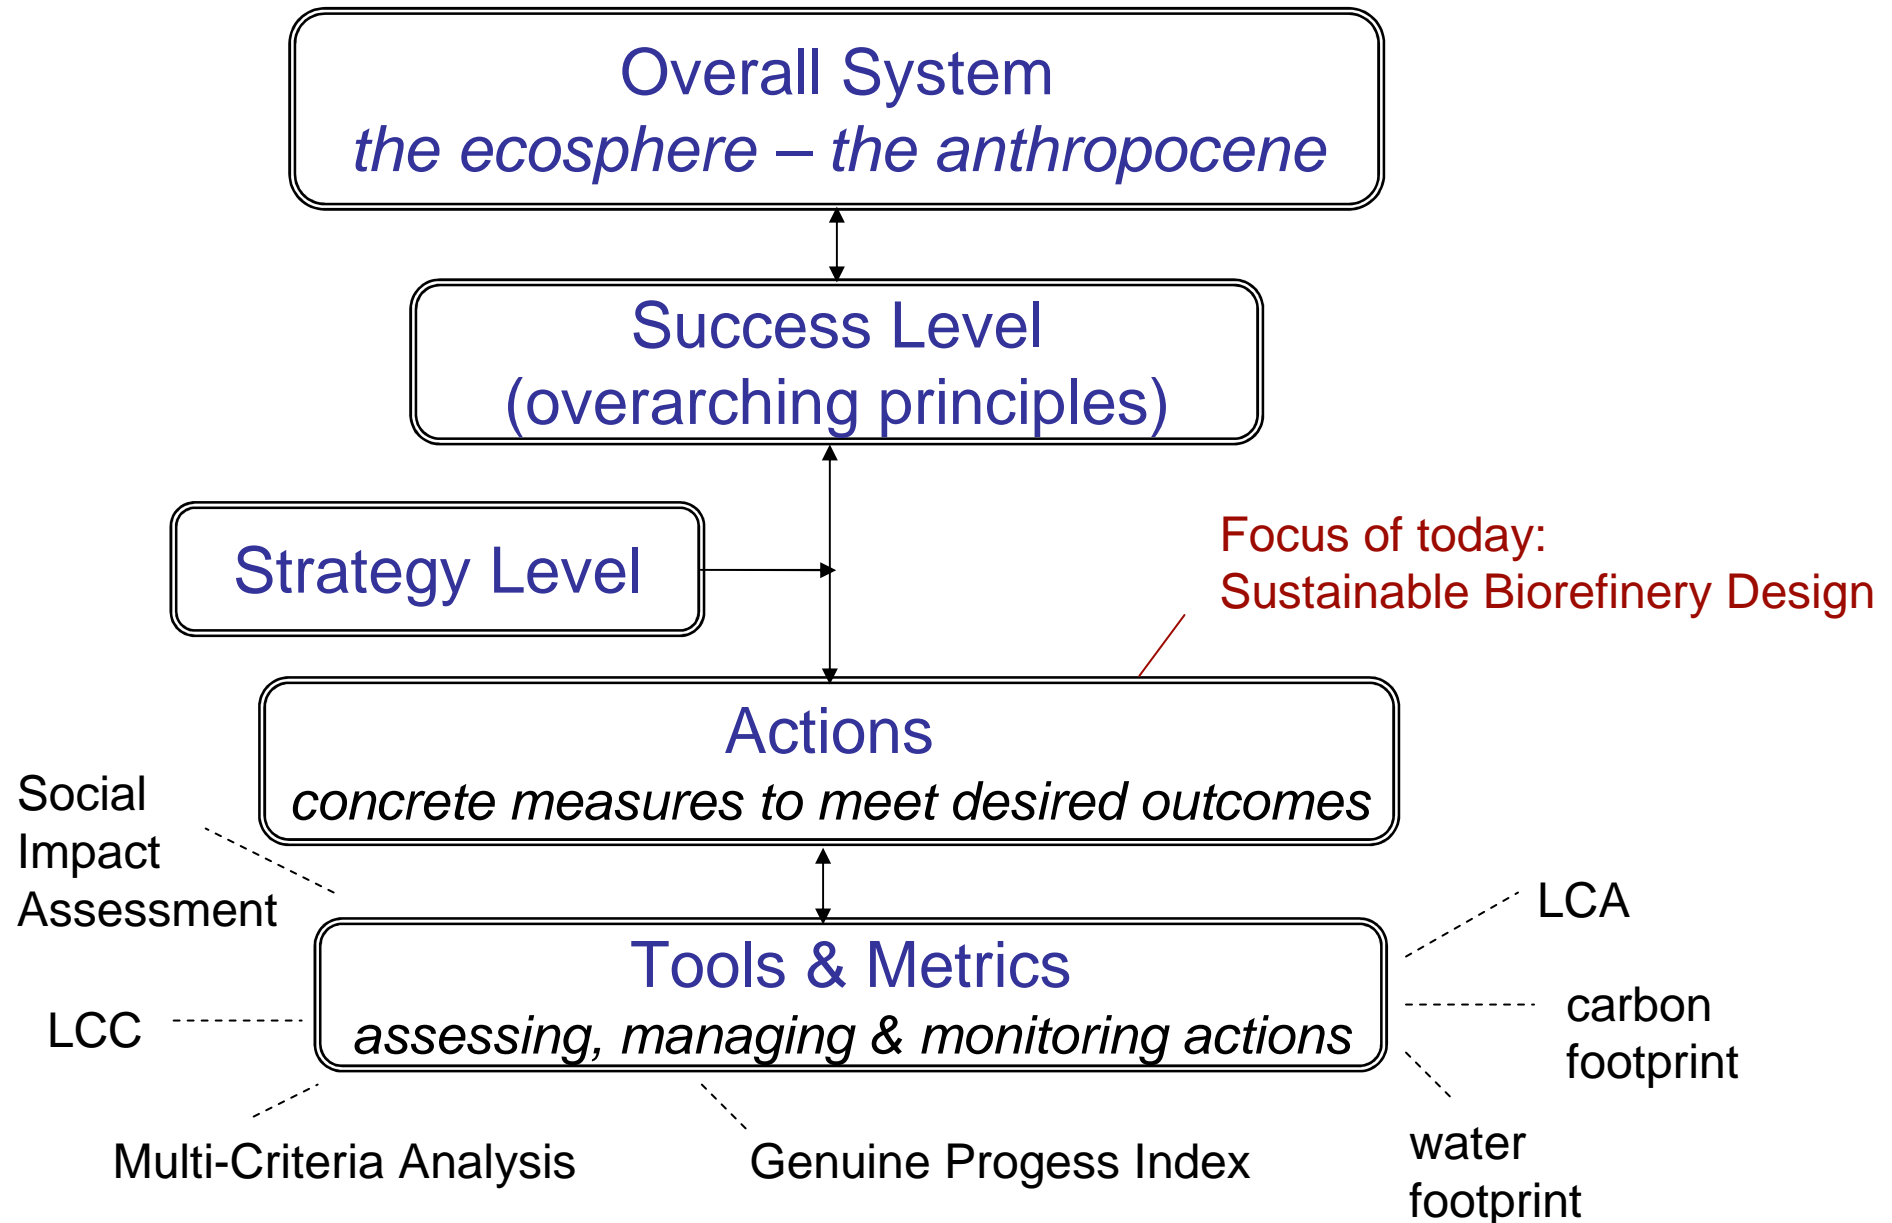 Overall System
the ecosphere – the anthropocene
Success Level
(overarching principles)
Strategy Level
Focus of today:
Sustainable Biorefinery Design
Actions
concrete measures to meet desired outcomes
Social
Impact
Assessment
Tools & Metrics
assessing, managing & monitoring actions
LCA
LCC
carbon
footprint
Multi-Criteria Analysis
Genuine Progess Index
water
footprint